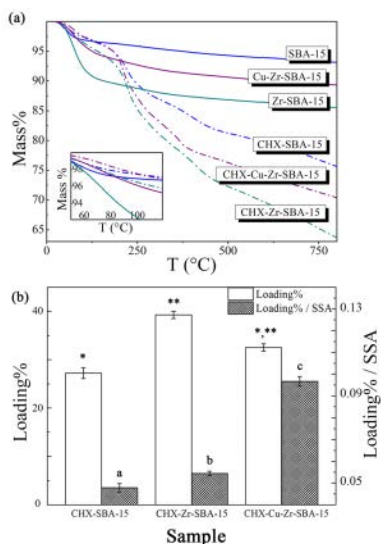 (a)
95
90
85
80
75
70
65
Mass%
SBA-15
Cu-Zr-SBA-15
Zr-SBA-15
CHX-SBA-15
CHX-Cu-Zr-SBA-15
CHX-Zr-SBA-15
98
96
94
Mass %
60 80 100
T (°C)
0 250 500 750
T (°C)
(b)
Loading%
Loading% / SSA
40
20
0
Loading%
0.13
0.09
0.05
Loading% / SSA
*
**
*,**
a
b
c
CHX-SBA-15 CHX-Zr-SBA-15 CHX-Cu-Zr-SBA-15
Sample